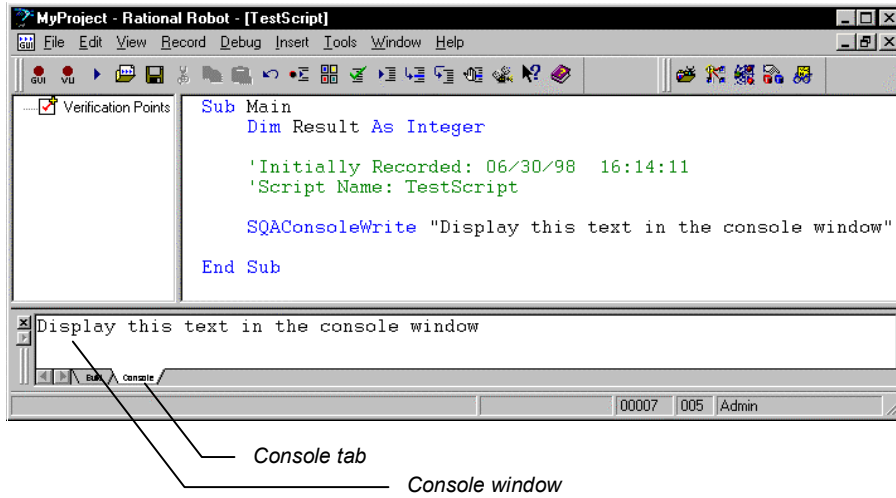 MyProject - Rational Robot - [TestScript]
File Edit View Record Debug Insert Tools Window Help
GUI VU
Verification Points
Sub Main
Dim Result As Integer
'Initially Recorded: 06/30/98 16:14:11
'Script Name: TestScript
SQAConsoleWrite "Display this text in the console window"
End Sub
Display this text in the console window
Build Console
00007 005 Admin
Console tab
Console window